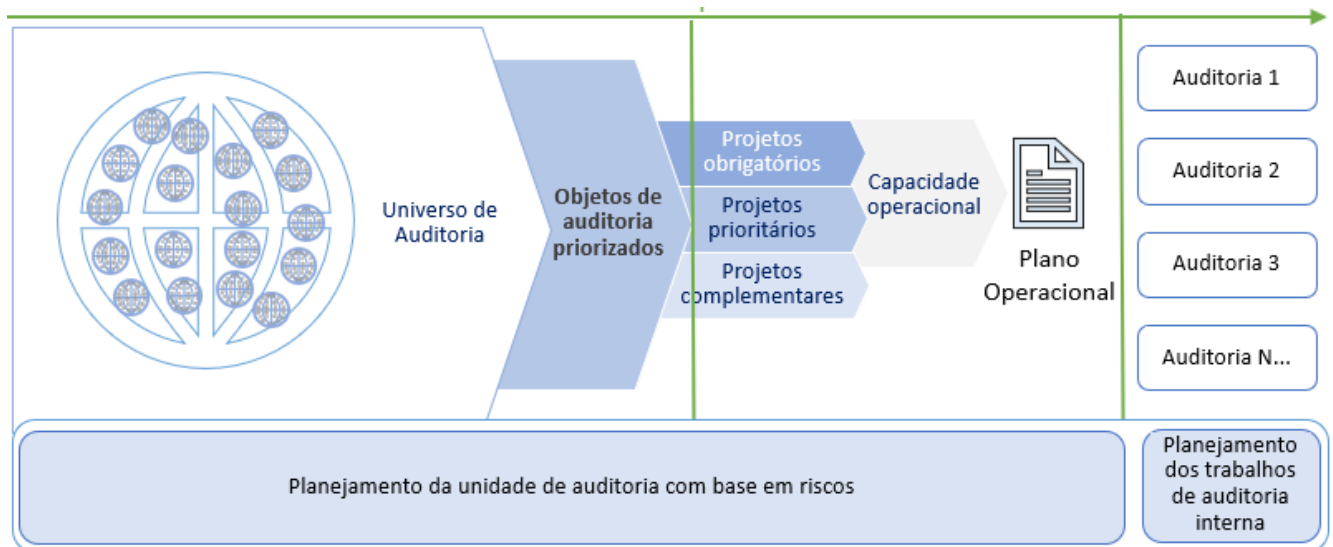 Universo de
Auditoria
Objetos de
auditoria
priorizados
Projetos
obrigatórios
Projetos
prioritários
Projetos
complementares
Capacidade
operacional
Plano
Operacional
Auditoria 1
Auditoria 2
Auditoria 3
Auditoria N...
Planejamento da unidade de auditoria com base em riscos
Planejamento
dos trabalhos
de auditoria
interna